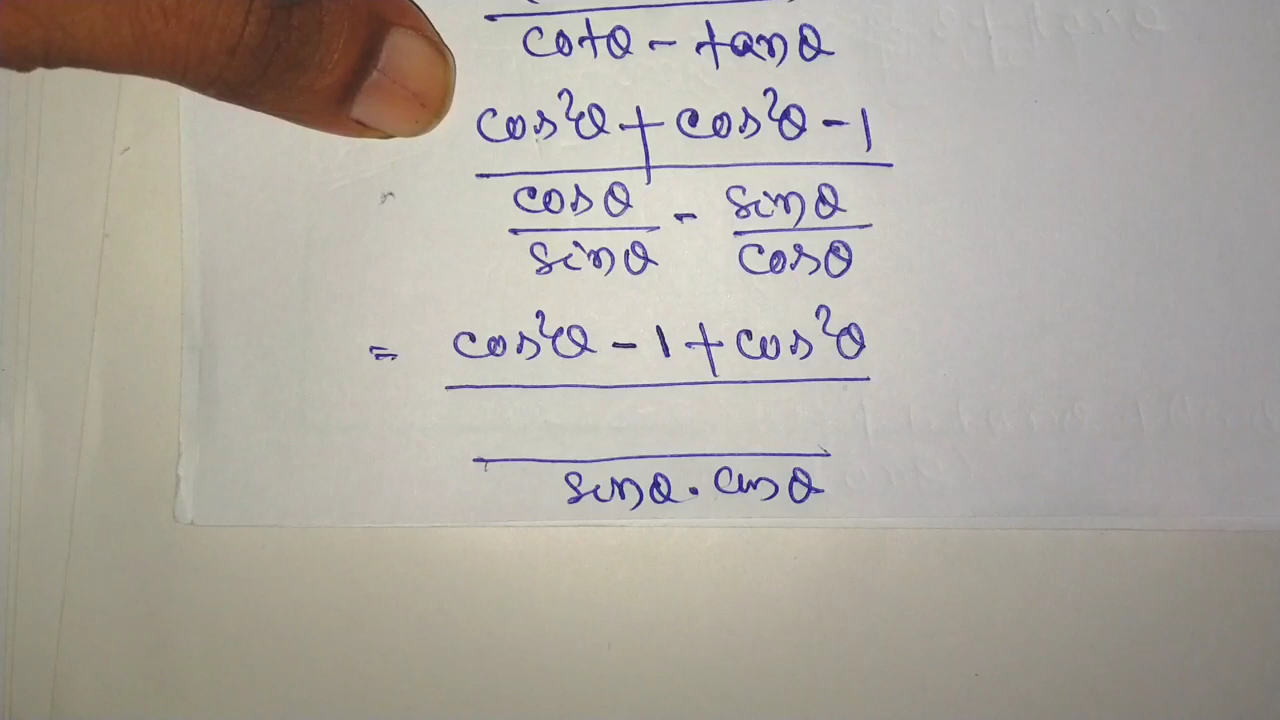 cotθ - tanθ
cos²θ + cos²θ - 1
cosθ - sinθ
sinθ cosθ
= cos²θ - 1 + cos²θ
sinθ . cosθ